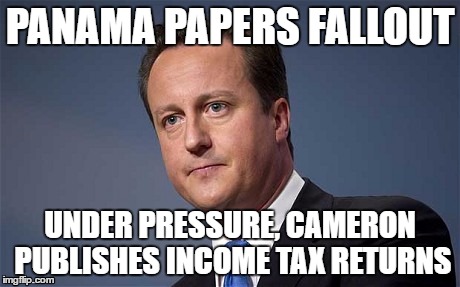 PANAMA PAPERS FALLOUT
UNDER PRESSURE, CAMERON
PUBLISHES INCOME TAX RETURNS
imgflip.com